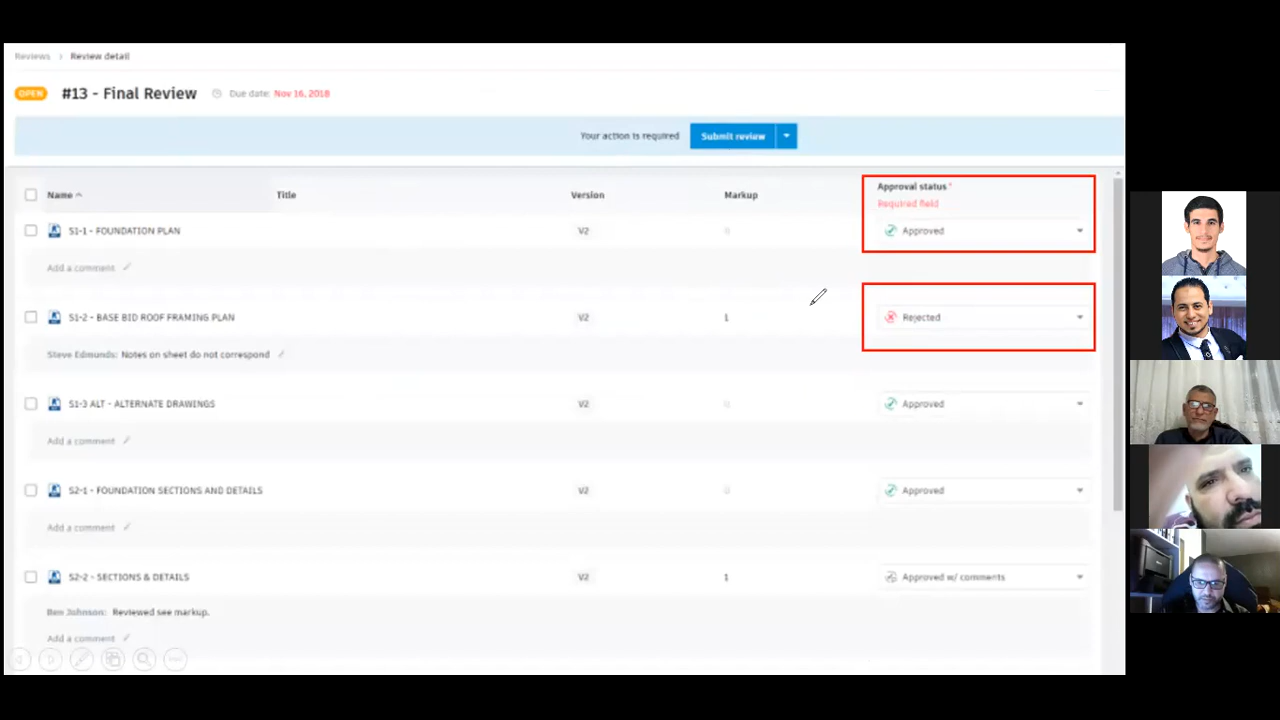 Reviews > Review detail
OPEN #13 - Final Review Due date: Nov 16, 2018
Your action is required Submit review
Name Title Version Markup Approval status *
Required field
S1-1 - FOUNDATION PLAN V2 0 Approved
Add a comment
S1-2 - BASE BID ROOF FRAMING PLAN V2 1 Rejected
Steve Edmunds: Notes on sheet do not correspond
S1-3 ALT - ALTERNATE DRAWINGS V2 0 Approved
Add a comment
S2-1 - FOUNDATION SECTIONS AND DETAILS V2 0 Approved
Add a comment
S2-2 - SECTIONS & DETAILS V2 1 Approved w/ comments
Ben Johnson: Reviewed see markup.
Add a comment